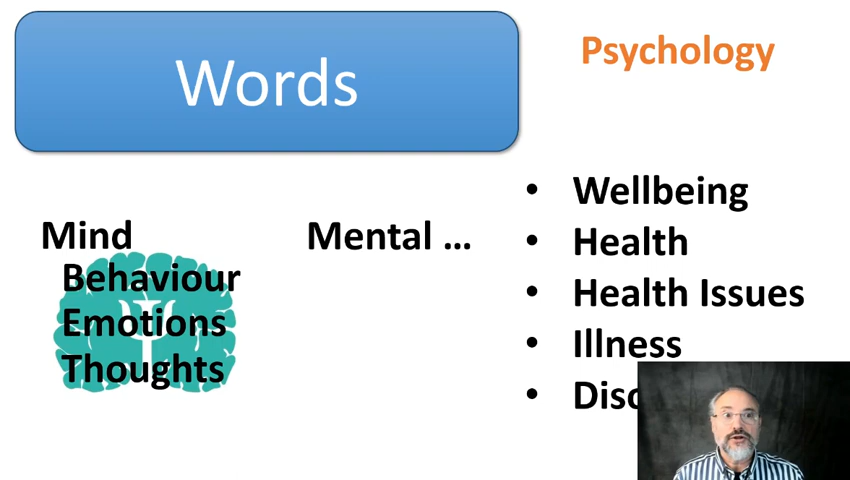 Words
Psychology
Mind
Behaviour
Emotions
Thoughts
Mental ...
• Wellbeing
• Health
• Health Issues
• Illness